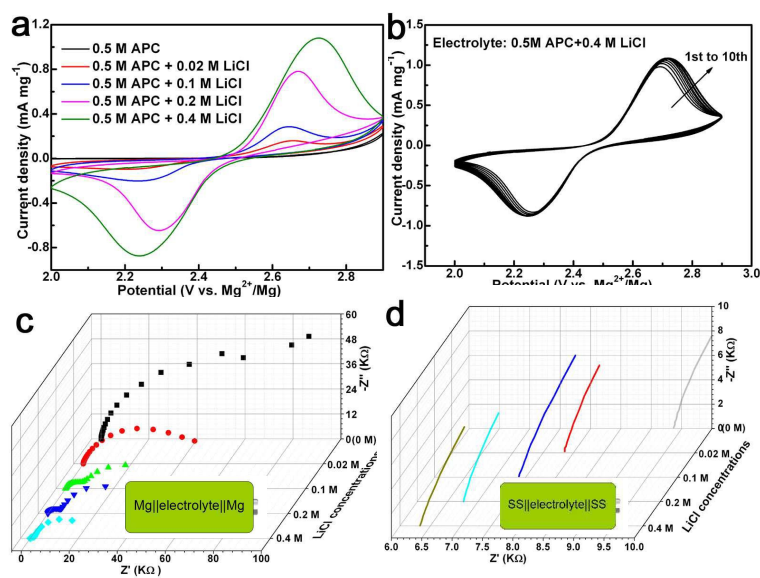 a
1.2
0.8
0.4
0.0
-0.4
-0.8
Current density (mA mg⁻¹)
0.5 M APC
0.5 M APC + 0.02 M LiCl
0.5 M APC + 0.1 M LiCl
0.5 M APC + 0.2 M LiCl
0.5 M APC + 0.4 M LiCl
2.0 2.2 2.4 2.6 2.8
Potential (V vs. Mg²⁺/Mg)
b
1.5
1.0
0.5
0.0
-0.5
-1.0
-1.5
Current density (mA mg⁻¹)
Electrolyte: 0.5M APC+0.4 M LiCl
1st to 10th
2.0 2.2 2.4 2.6 2.8 3.0
Potential (V vs. Mg²⁺/Mg)
c
60
48
36
24
12
0(0 M)
-Z'' (KΩ)
0.02 M
0.1 M
0.2 M
0.4 M
LiCl concentrations
Mg||electrolyte||Mg
0 20 40 60 80 100
Z' (KΩ)
d
10
8
6
4
2
0(0 M)
-Z'' (KΩ)
0.02 M
0.1 M
0.2 M
0.4 M
LiCl concentrations
SS||electrolyte||SS
6.0 6.5 7.0 7.5 8.0 8.5 9.0 9.5 10.0
Z' (KΩ)